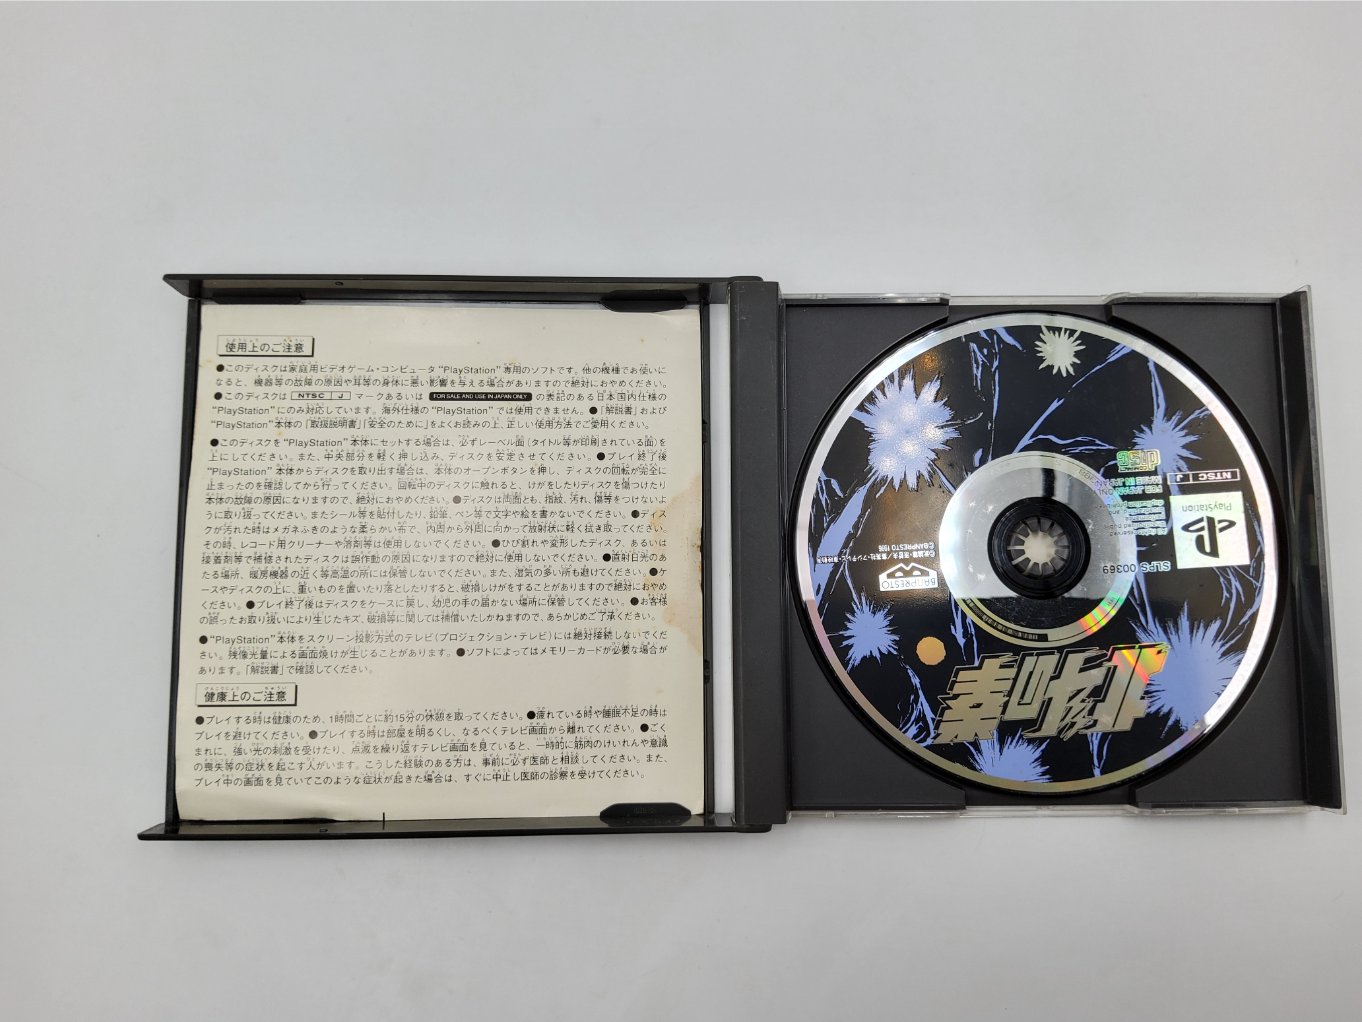 使用上のご注意
●このディスクは家庭用ビデオゲーム・コンピュータ“PlayStation”専用のソフトです。他の機種でお使いに
なると、機器等の故障の原因や耳等の身体に悪い影響を与える場合がありますので絶対におやめください。
●このディスクは NTSC J マークあるいは FOR SALE AND USE IN JAPAN ONLY の表記のある日本国内仕様の
“PlayStation”にのみ対応しています。海外仕様の“PlayStation”では使用できません。●「解説書」および
“PlayStation”本体の「取扱説明書」「安全のために」をよくお読みの上、正しい使用方法でご愛用ください。
●このディスクを“PlayStation”本体にセットする場合は、必ずレーベル面(タイトル等が印刷されている面)を
上にしてください。また、中央部分を軽く押し込み、ディスクを安定させてください。●プレイ終了後
“PlayStation”本体からディスクを取り出す場合は、本体のオープンボタンを押し、ディスクの回転が完全に
止まったのを確認してから行ってください。回転中のディスクに触れると、けがをしたりディスクを傷つけたり
本体の故障の原因になりますので、絶対におやめください。●ディスクは両面とも、指紋、汚れ、傷等をつけないよ
うに取り扱ってください。またシール等を貼付したり、鉛筆、ペン等で文字や絵を書かないでください。●ディス
クが汚れた時はメガネふきのような柔らかい布で、内周から外周に向かって放射状に軽く拭き取ってください。
その時、レコード用クリーナーや溶剤等は使用しないでください。●ひび割れや変形したディスク、あるいは
接着剤等で補修されたディスクは誤作動の原因になりますので絶対に使用しないでください。●直射日光のあ
たる場所、暖房機器の近く等高温の所には保管しないでください。また、湿気の多い所も避けてください。●ケ
ースやディスクの上に、重いものを置いたり落としたりすると、破損しけがをすることがありますので絶対におやめ
ください。●プレイ終了後はディスクをケースに戻し、幼児の手の届かない場所に保管してください。●お客様
の誤ったお取り扱いにより生じたキズ、破損等に関しては補償いたしかねますので、あらかじめご了承ください。
●“PlayStation”本体をスクリーン投影方式のテレビ(プロジェクション・テレビ)には絶対接続しないでくだ
さい。残像光量による画面焼けが生じることがあります。●ソフトによってはメモリーカードが必要な場合が
あります。「解説書」で確認してください。
健康上のご注意
●プレイする時は健康のため、1時間ごとに約15分の休憩を取ってください。●疲れている時や睡眠不足の時は
プレイを避けてください。●プレイする時は部屋を明るくし、なるべくテレビ画面から離れてください。●ごく
まれに、強い光の刺激を受けたり、点滅を繰り返すテレビ画面を見ていると、一時的に筋肉のけいれんや意識
の喪失等の症状を起こす人がいます。こうした経験のある方は、事前に必ず医師と相談してください。また、
プレイ中の画面を見ていてこのような症状が起きた場合は、すぐに中止し医師の診察を受けてください。
SLPS 00369
PlayStation
NTSC J
FOR JAPAN ONLY
MADE IN JAPAN
COMPACT disc
BANPRESTO
©BANPRESTO 1996